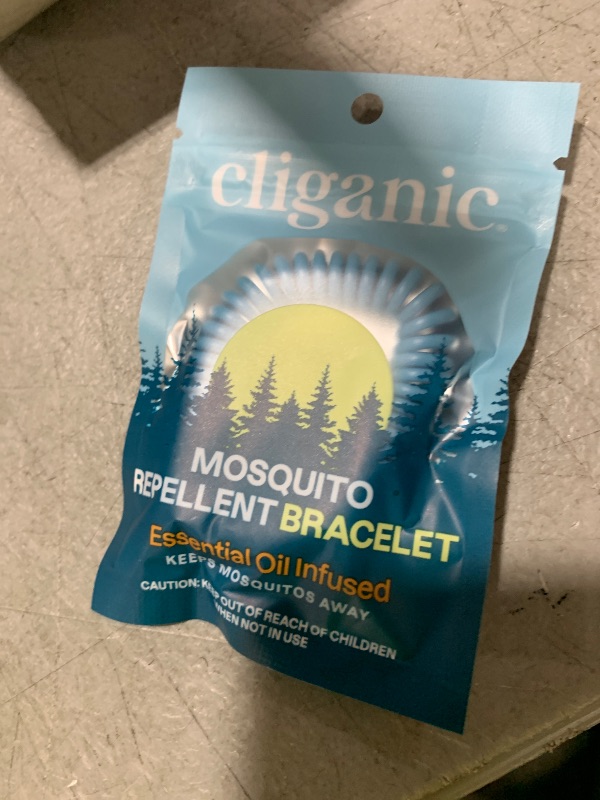 cliganic
MOSQUITO
REPELLENT BRACELET
Essential Oil Infused
KEEPS MOSQUITOS AWAY
CAUTION: KEEP OUT OF REACH OF CHILDREN
WHEN NOT IN USE